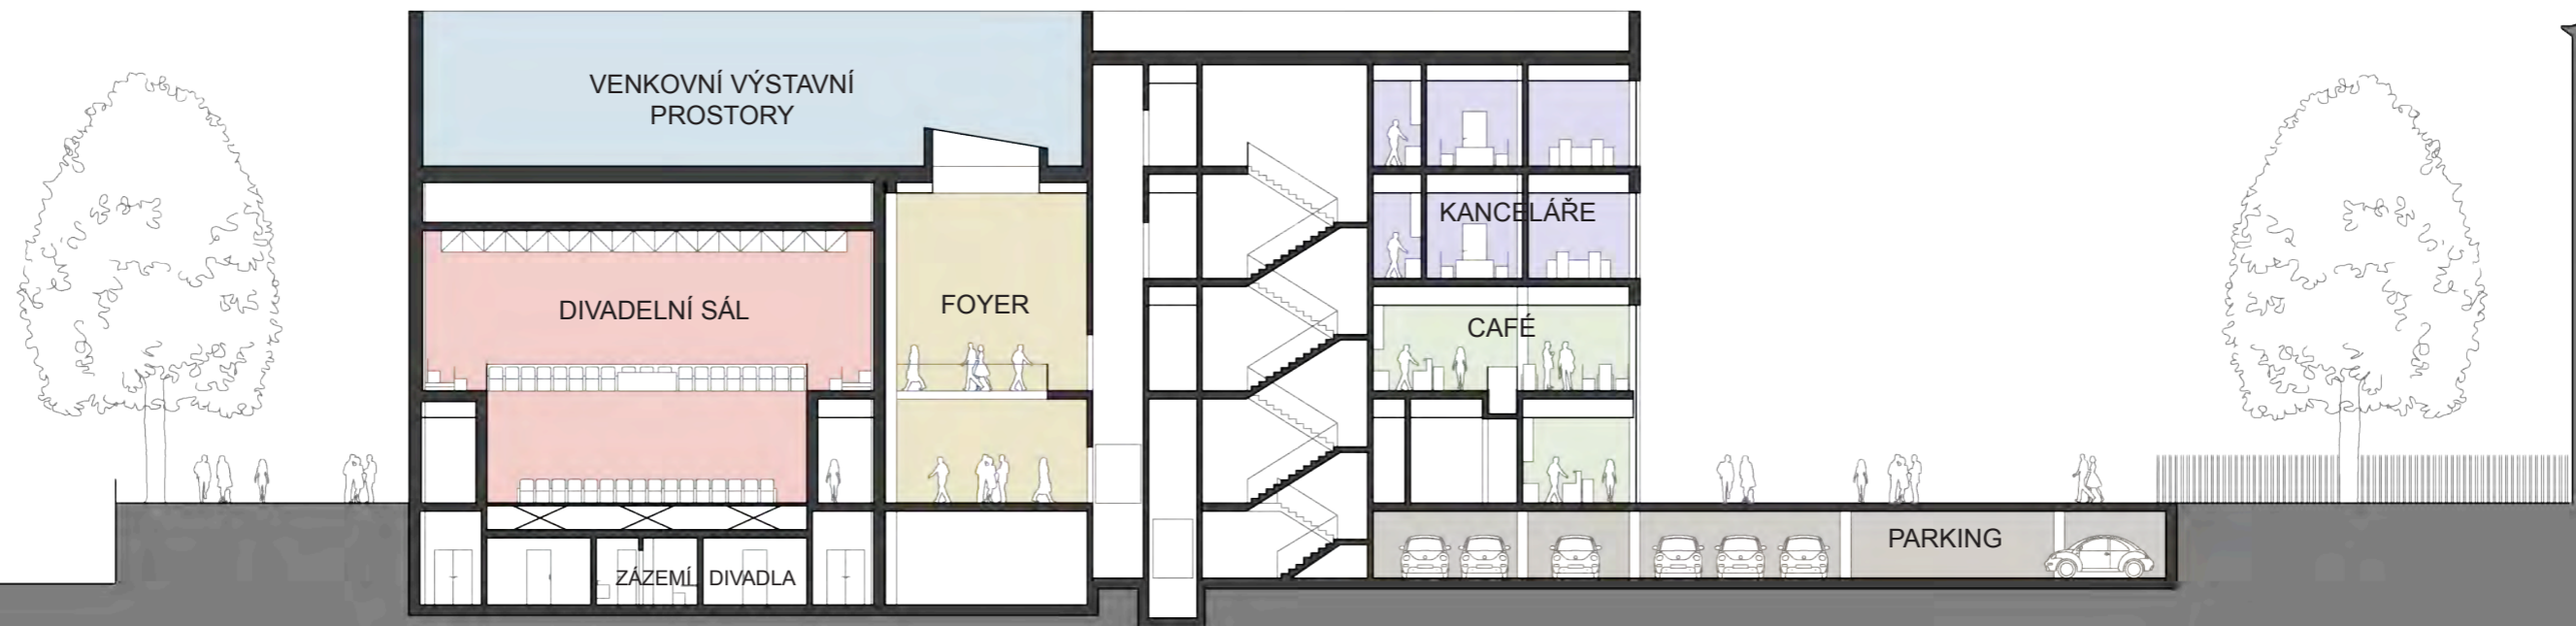 VENKOVNÍ VÝSTAVNÍ
PROSTORY
KANCELÁŘE
DIVADELNÍ SÁL
FOYER
CAFÉ
PARKING
ZÁZEMÍ DIVADLA